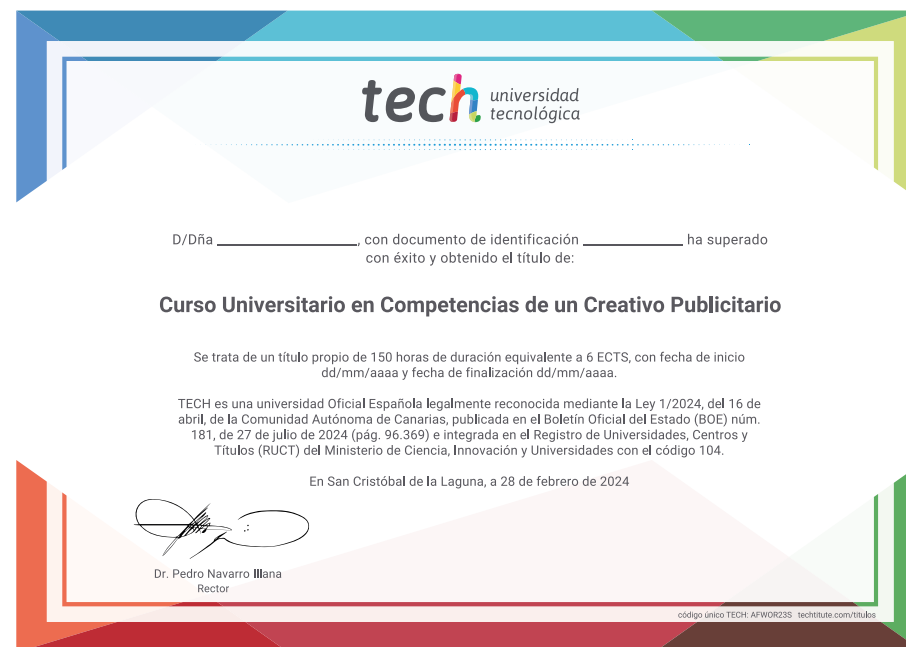 tech universidad
tecnológica
D/Dña ____________________, con documento de identificación ______________ ha superado
con éxito y obtenido el título de:
Curso Universitario en Competencias de un Creativo Publicitario
Se trata de un título propio de 150 horas de duración equivalente a 6 ECTS, con fecha de inicio
dd/mm/aaaa y fecha de finalización dd/mm/aaaa.
TECH es una universidad Oficial Española legalmente reconocida mediante la Ley 1/2024, del 16 de
abril, de la Comunidad Autónoma de Canarias, publicada en el Boletín Oficial del Estado (BOE) núm.
181, de 27 de julio de 2024 (pág. 96.369) e integrada en el Registro de Universidades, Centros y
Títulos (RUCT) del Ministerio de Ciencia, Innovación y Universidades con el código 104.
En San Cristóbal de la Laguna, a 28 de febrero de 2024
Dr. Pedro Navarro Illana
Rector
código único TECH: AFWOR23S techtitute.com/titulos